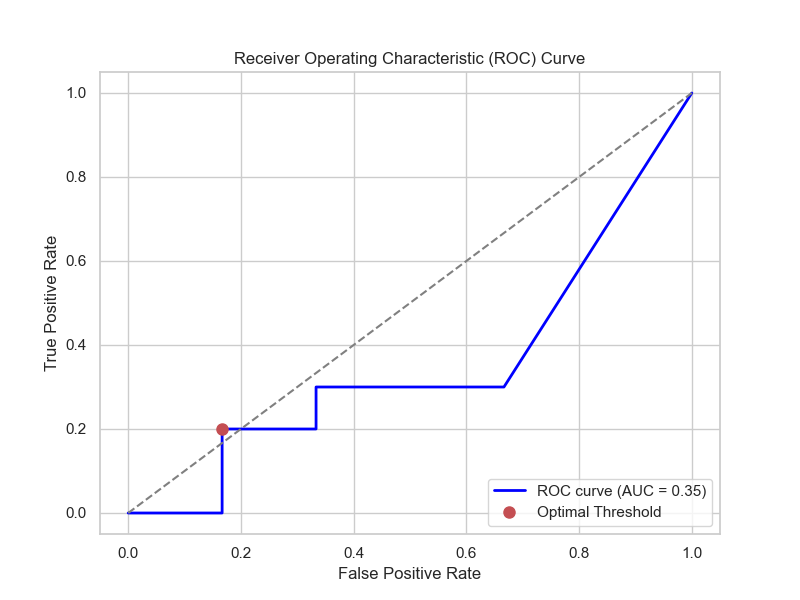 Receiver Operating Characteristic (ROC) Curve
1.0
0.8
0.6
0.4
0.2
0.0
True Positive Rate
0.0 0.2 0.4 0.6 0.8 1.0
False Positive Rate
ROC curve (AUC = 0.35)
Optimal Threshold